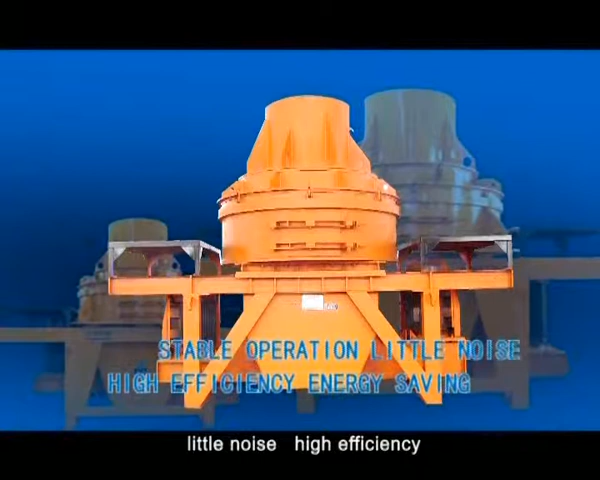 STABLE OPERATION LITTLE NOISE
HIGH EFFICIENCY ENERGY SAVING
little noise high efficiency